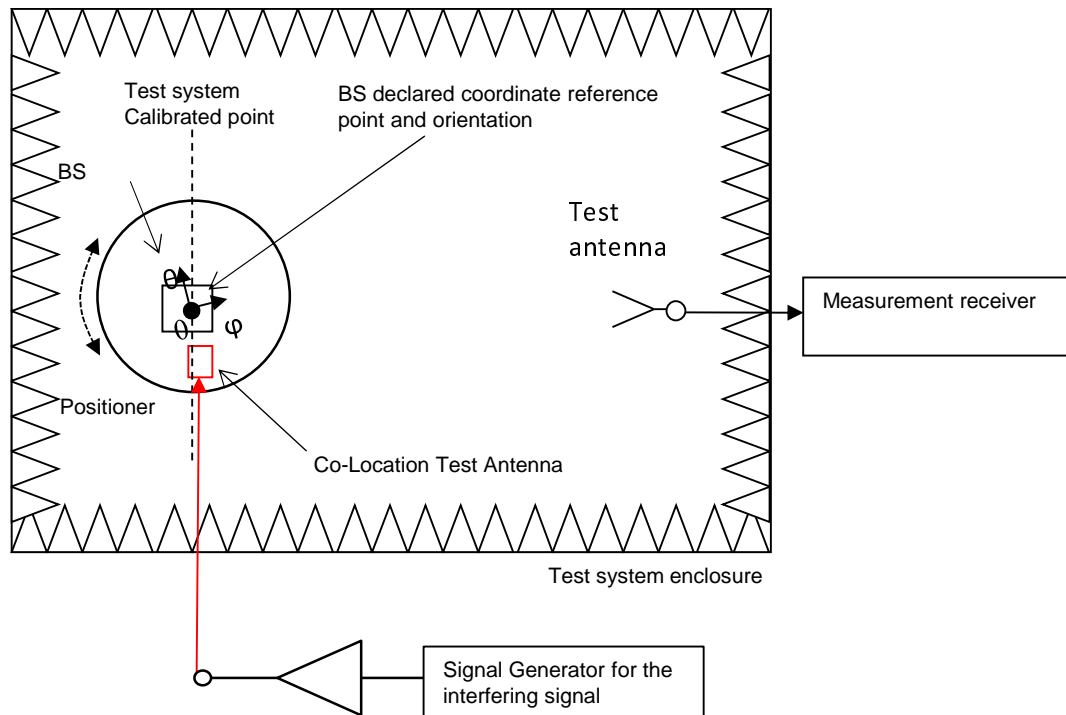 Test system
Calibrated point
BS declared coordinate reference
point and orientation
BS
Test
antenna
θ
θ
φ
Measurement receiver
Positioner
Co-Location Test Antenna
Test system enclosure
Signal Generator for the
interfering signal